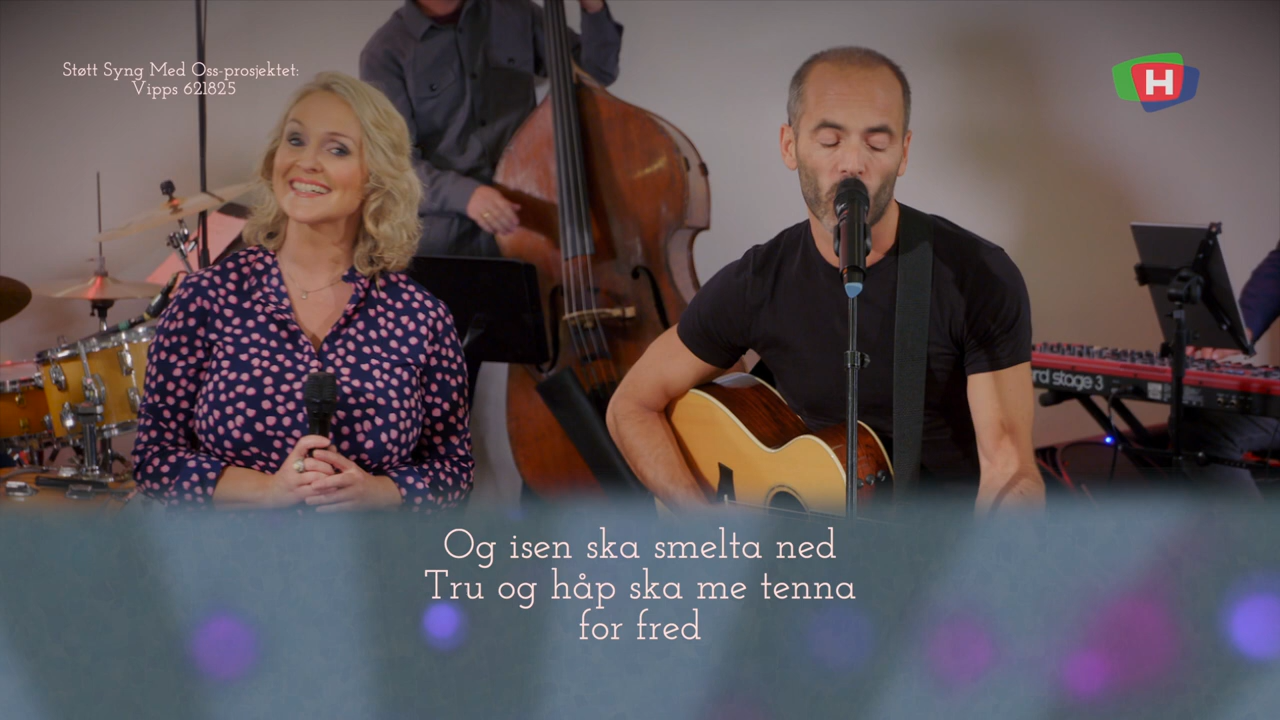 Støtt Syng Med Oss-prosjektet:
Vipps 621825
H
rd stage 3
Og isen ska smelta ned
Tru og håp ska me tenna
for fred